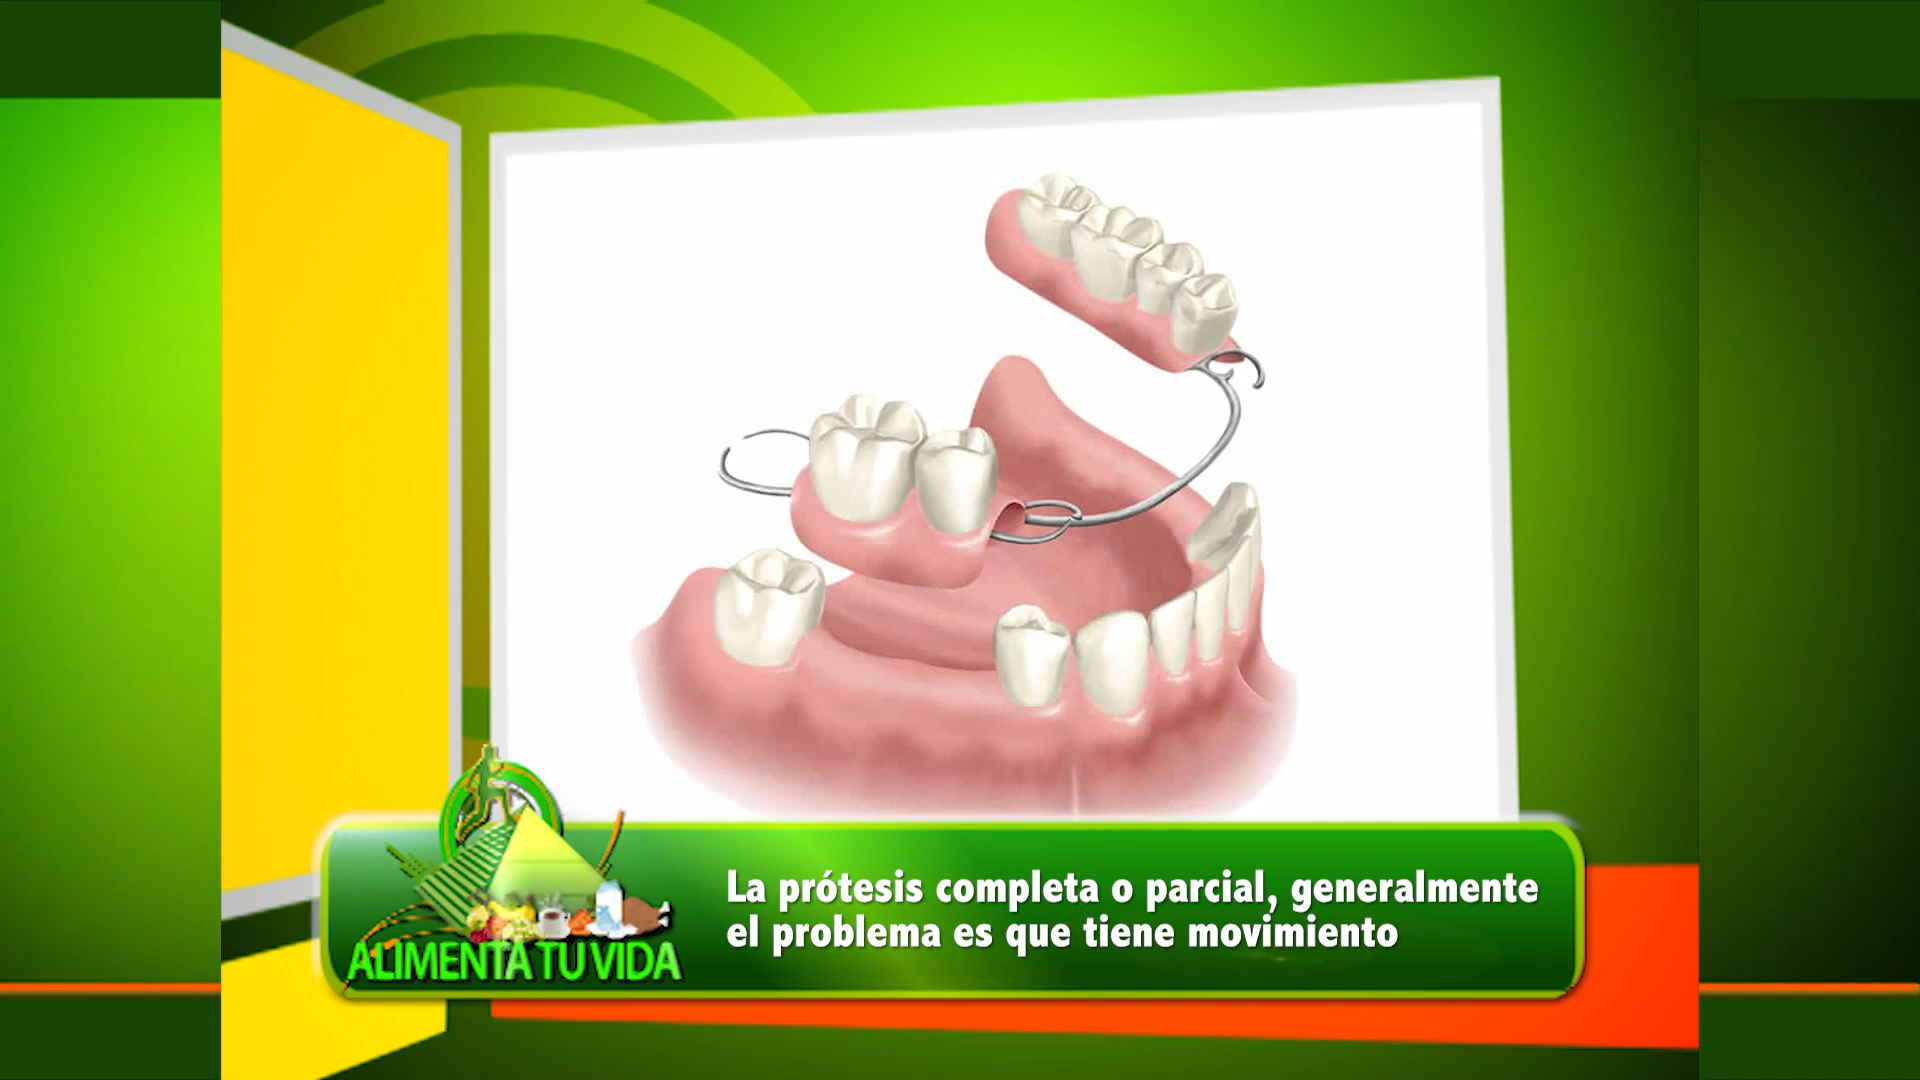 La prótesis completa o parcial, generalmente
el problema es que tiene movimiento
ALIMENTA TU VIDA